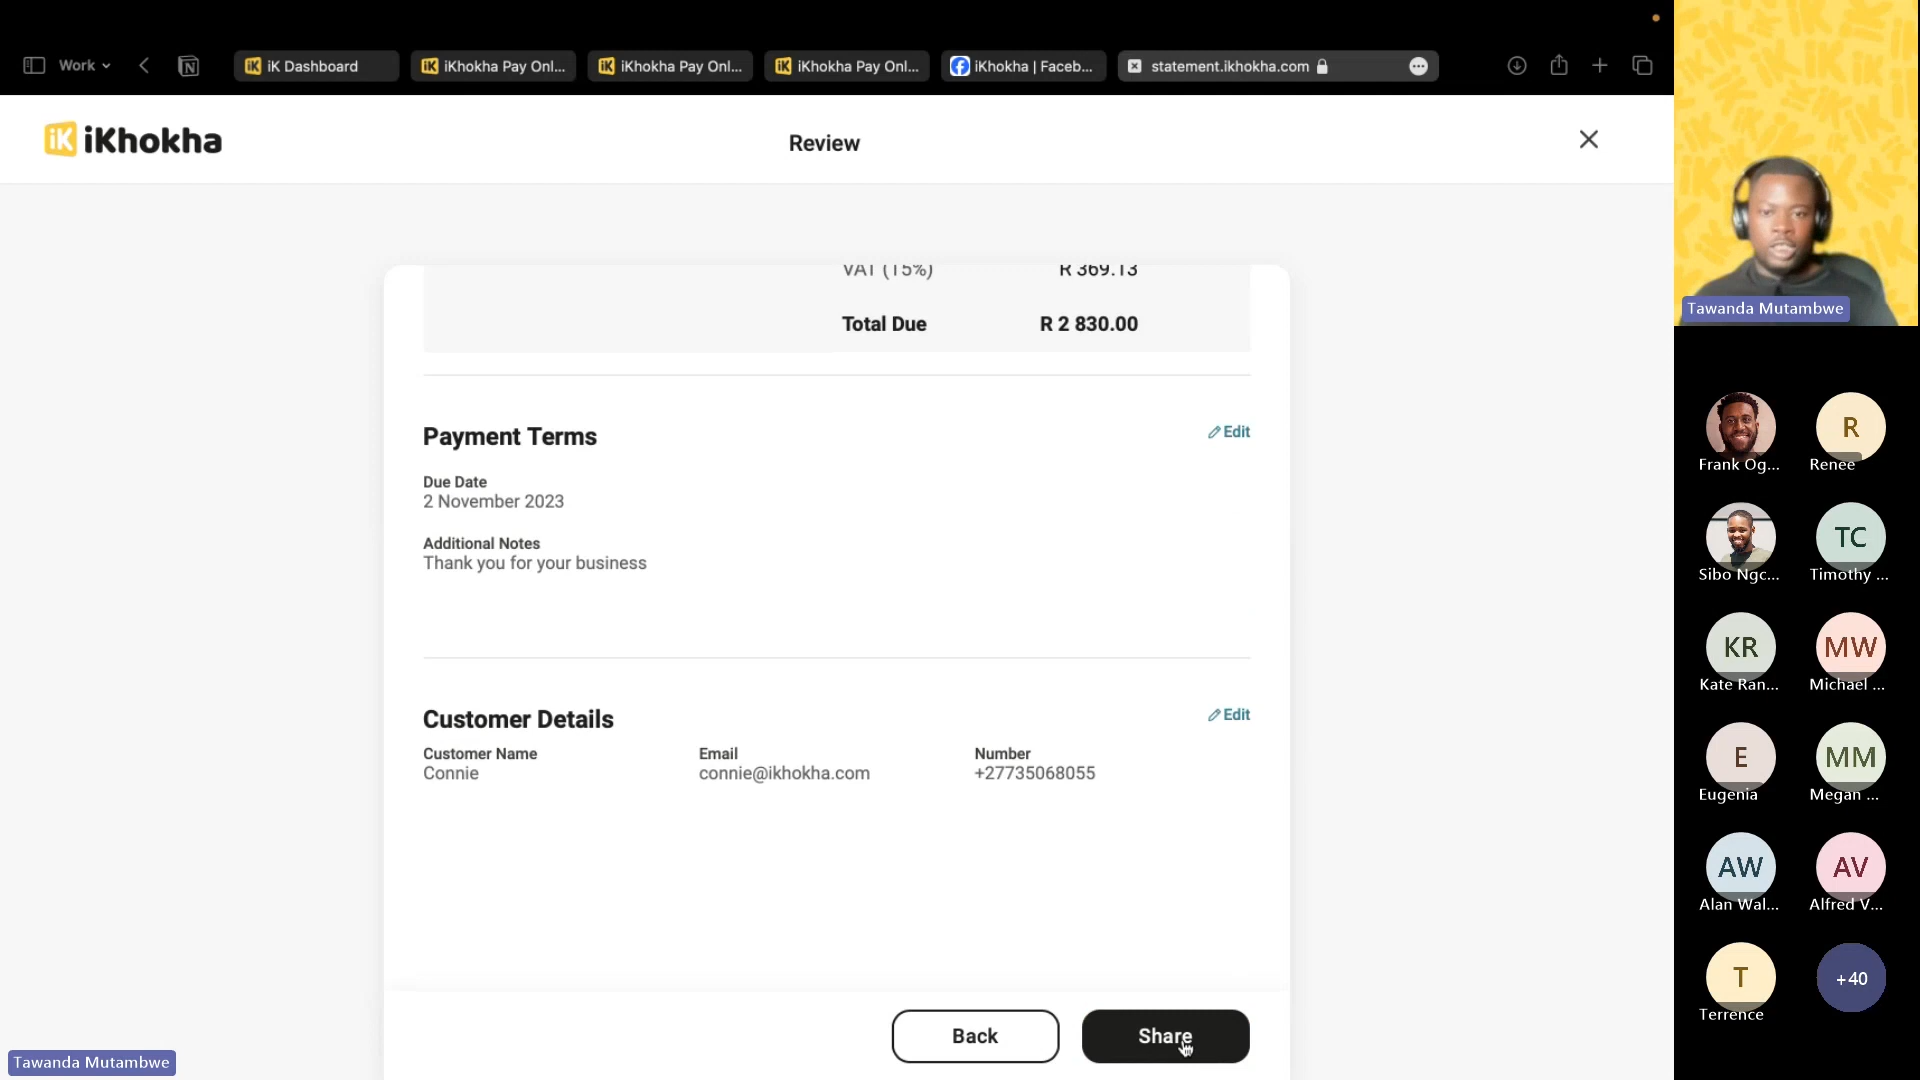 Work
iK Dashboard
iKhokha Pay Onl...
iKhokha Pay Onl...
iKhokha Pay Onl...
iKhokha | Faceb...
statement.ikhokha.com
iK iKhokha
Review
VAT (15%) R 369.13
Total Due R 2 830.00
Payment Terms
Edit
Due Date
2 November 2023
Additional Notes
Thank you for your business
Customer Details
Edit
Customer Name Email Number
Connie connie@ikhokha.com +27735068055
Back
Share
Tawanda Mutambwe
Tawanda Mutambwe
R
Frank Og... Renee
TC
Sibo Ngc... Timothy ...
KR MW
Kate Ran... Michael ...
E MM
Eugenia Megan ...
AW AV
Alan Wal... Alfred V...
T +40
Terrence